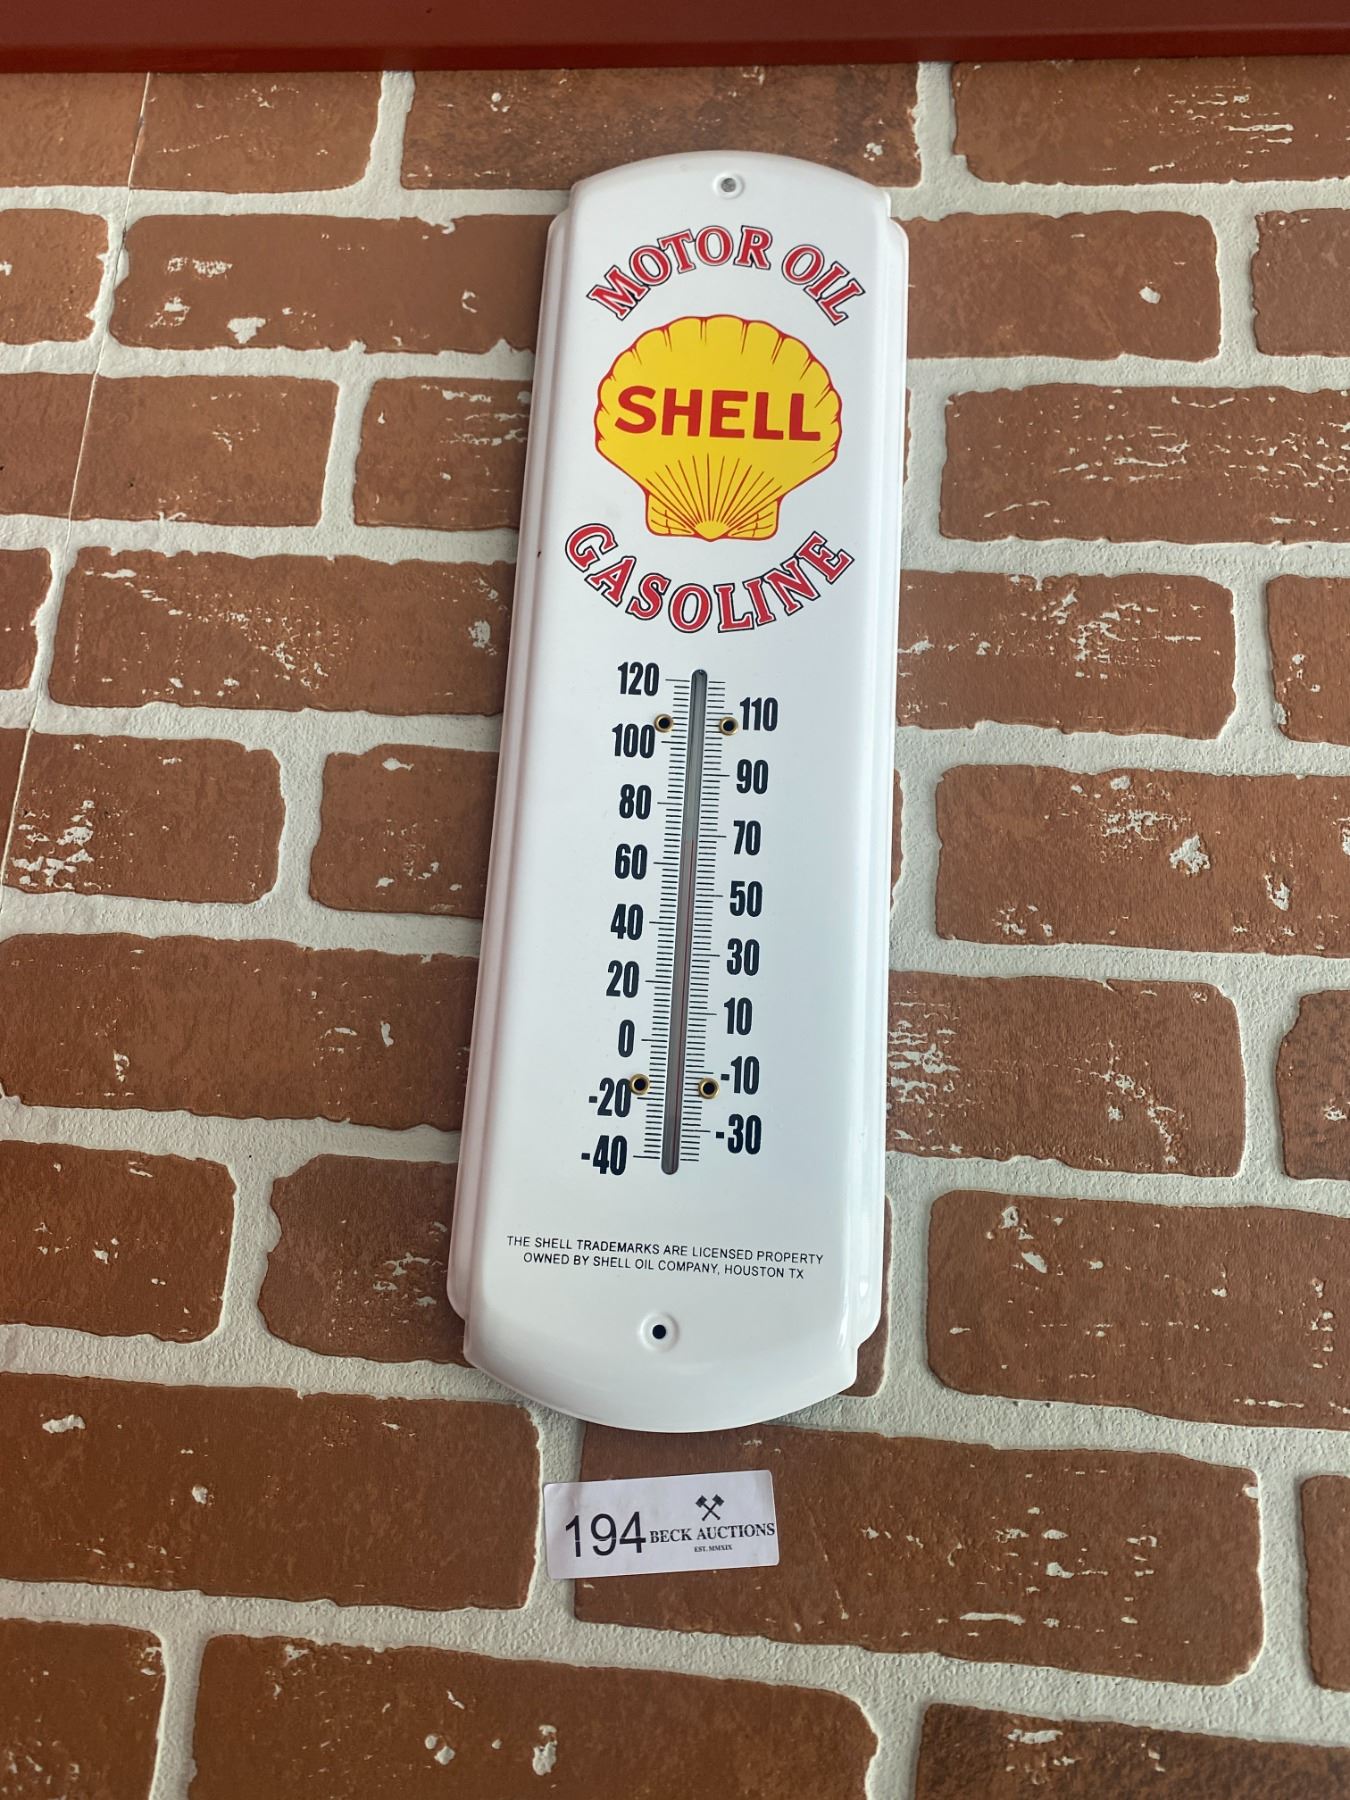 MOTOR OIL
SHELL
GASOLINE
120
110
100
90
80
70
60
50
40
30
20
10
0
-10
-20
-30
-40
THE SHELL TRADEMARKS ARE LICENSED PROPERTY
OWNED BY SHELL OIL COMPANY, HOUSTON TX
194 BECK AUCTIONS
EST. MMXIX